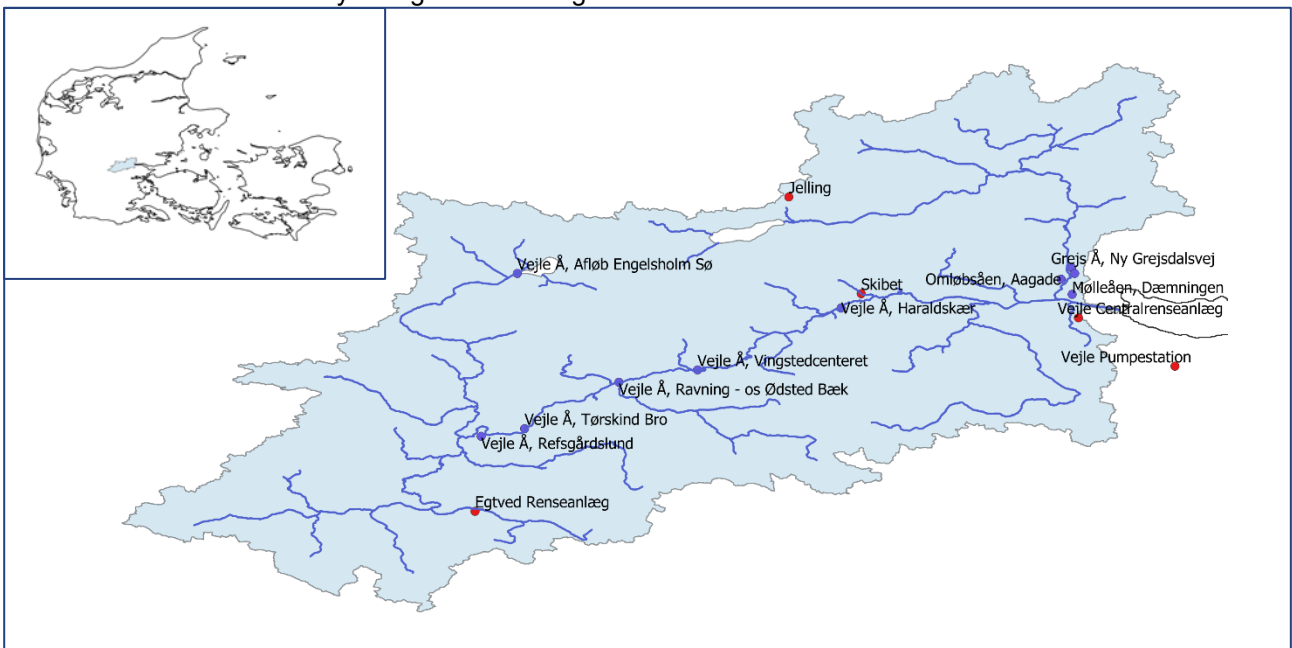 Jelling
Vejle Å, Afløb Engelsholm Sø
Grejs Å, Ny Grejsdalsvej
Omløbsåen, Aagade
Skibet
Mølleåen, Dæmningen
Vejle Å, Haraldskær
Vejle Centralrenseanlæg
Vejle Pumpestation
Vejle Å, Vingstedcenteret
Vejle Å, Ravning - os Ødsted Bæk
Vejle Å, Tørskind Bro
Vejle Å, Refsgårdslund
Egtved Renseanlæg